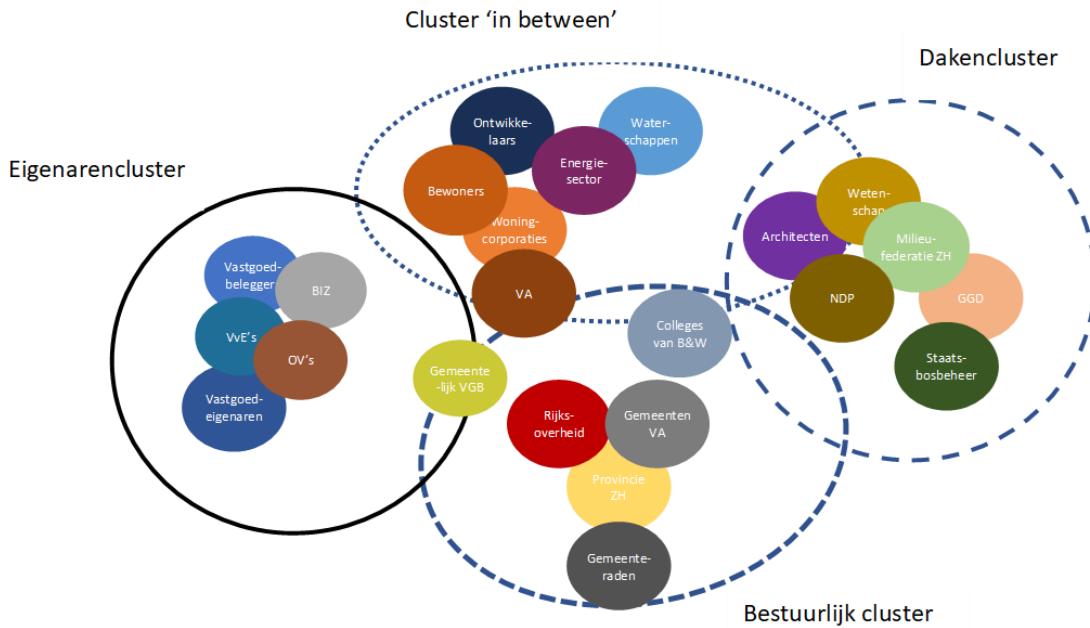 Cluster ‘in between’
Dakencluster
Eigenarencluster
Ontwikke-
laars
Water-
schappen
Energie-
sector
Bewoners
Woning-
corporaties
VA
Weten-
schap
Architecten
Milieu-
federatie ZH
NDP
GGD
Staats-
bosbeheer
Vastgoed-
belegger
BIZ
VvE’s
OV’s
Vastgoed-
eigenaren
Gemeente
-lijk VGB
Colleges
van B&W
Rijks-
overheid
Gemeenten
VA
Provincie
ZH
Gemeente-
raden
Bestuurlijk cluster